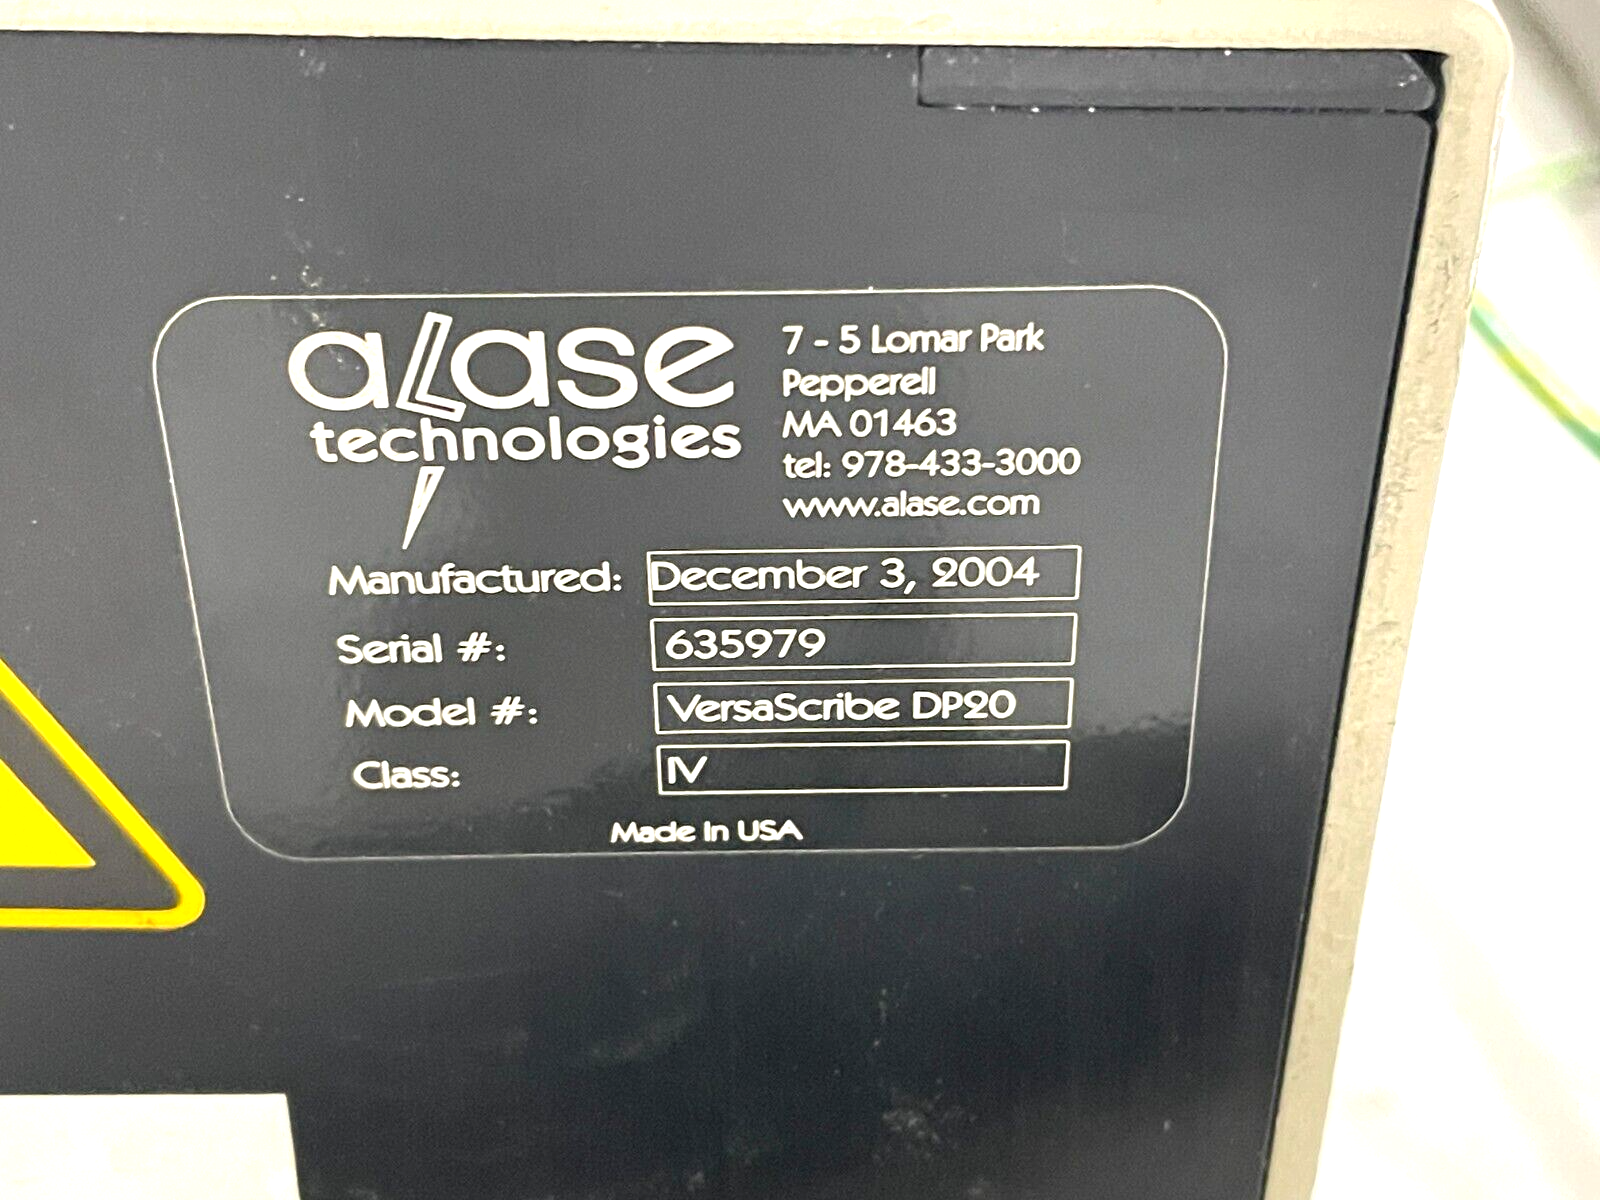 aLase
technologies
7 - 5 Lomar Park
Pepperell
MA 01463
tel: 978-433-3000
www.alase.com
Manufactured: December 3, 2004
Serial #: 635979
Model #: VersaScribe DP20
Class: IV
Made In USA